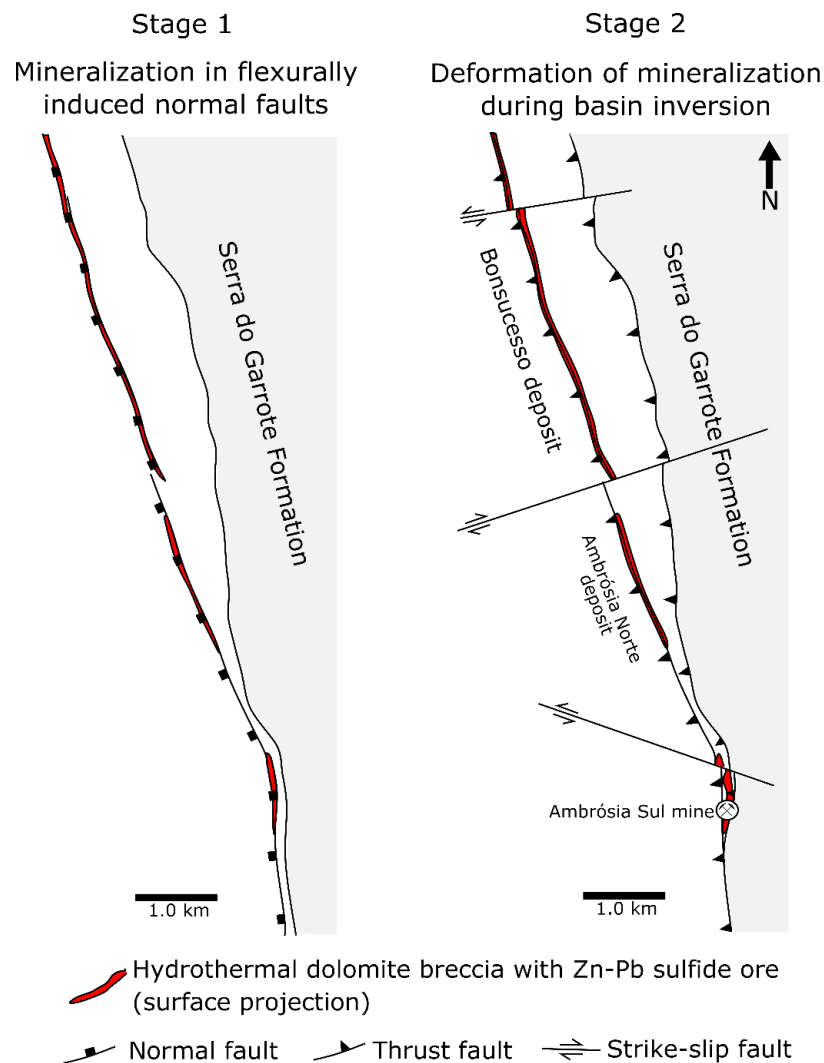 Stage 1
Mineralization in flexurally
induced normal faults
Serra do Garrote Formation
1.0 km
Stage 2
Deformation of mineralization
during basin inversion
N
Bonsucesso deposit
Serra do Garrote Formation
Ambrósia Norte
deposit
Ambrósia Sul mine
1.0 km
Hydrothermal dolomite breccia with Zn-Pb sulfide ore
(surface projection)
Normal fault
Thrust fault
Strike-slip fault